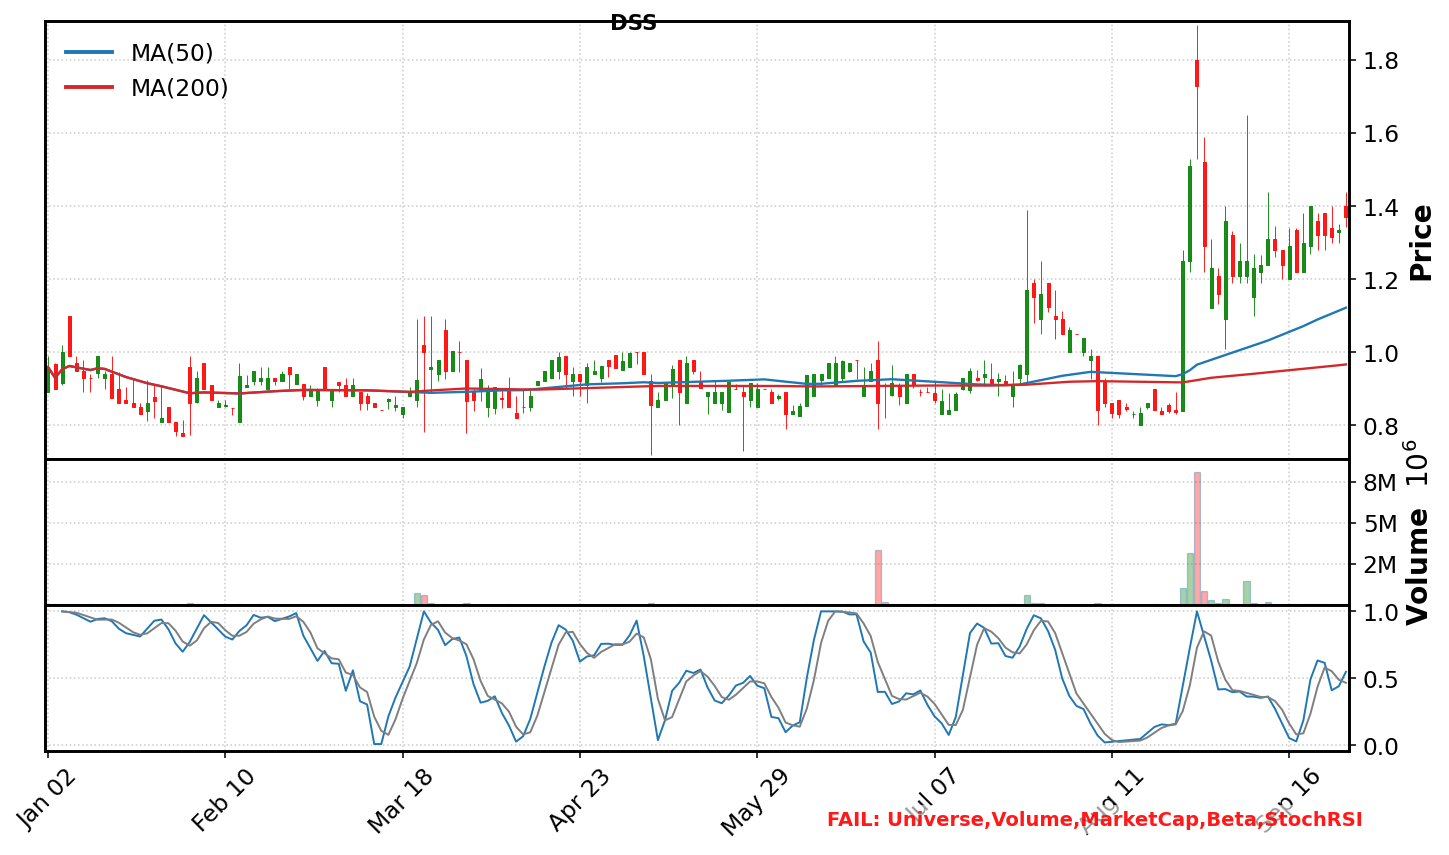 DSS
MA(50)
MA(200)
1.8
1.6
1.4
1.2
1.0
0.8
Price
8M
5M
2M
Volume 10^6
1.0
0.5
0.0
Jan 02
Feb 10
Mar 18
Apr 23
May 29
Jul 07
Aug 11
Sep 16
FAIL: Universe,Volume,MarketCap,Beta,StochRSI